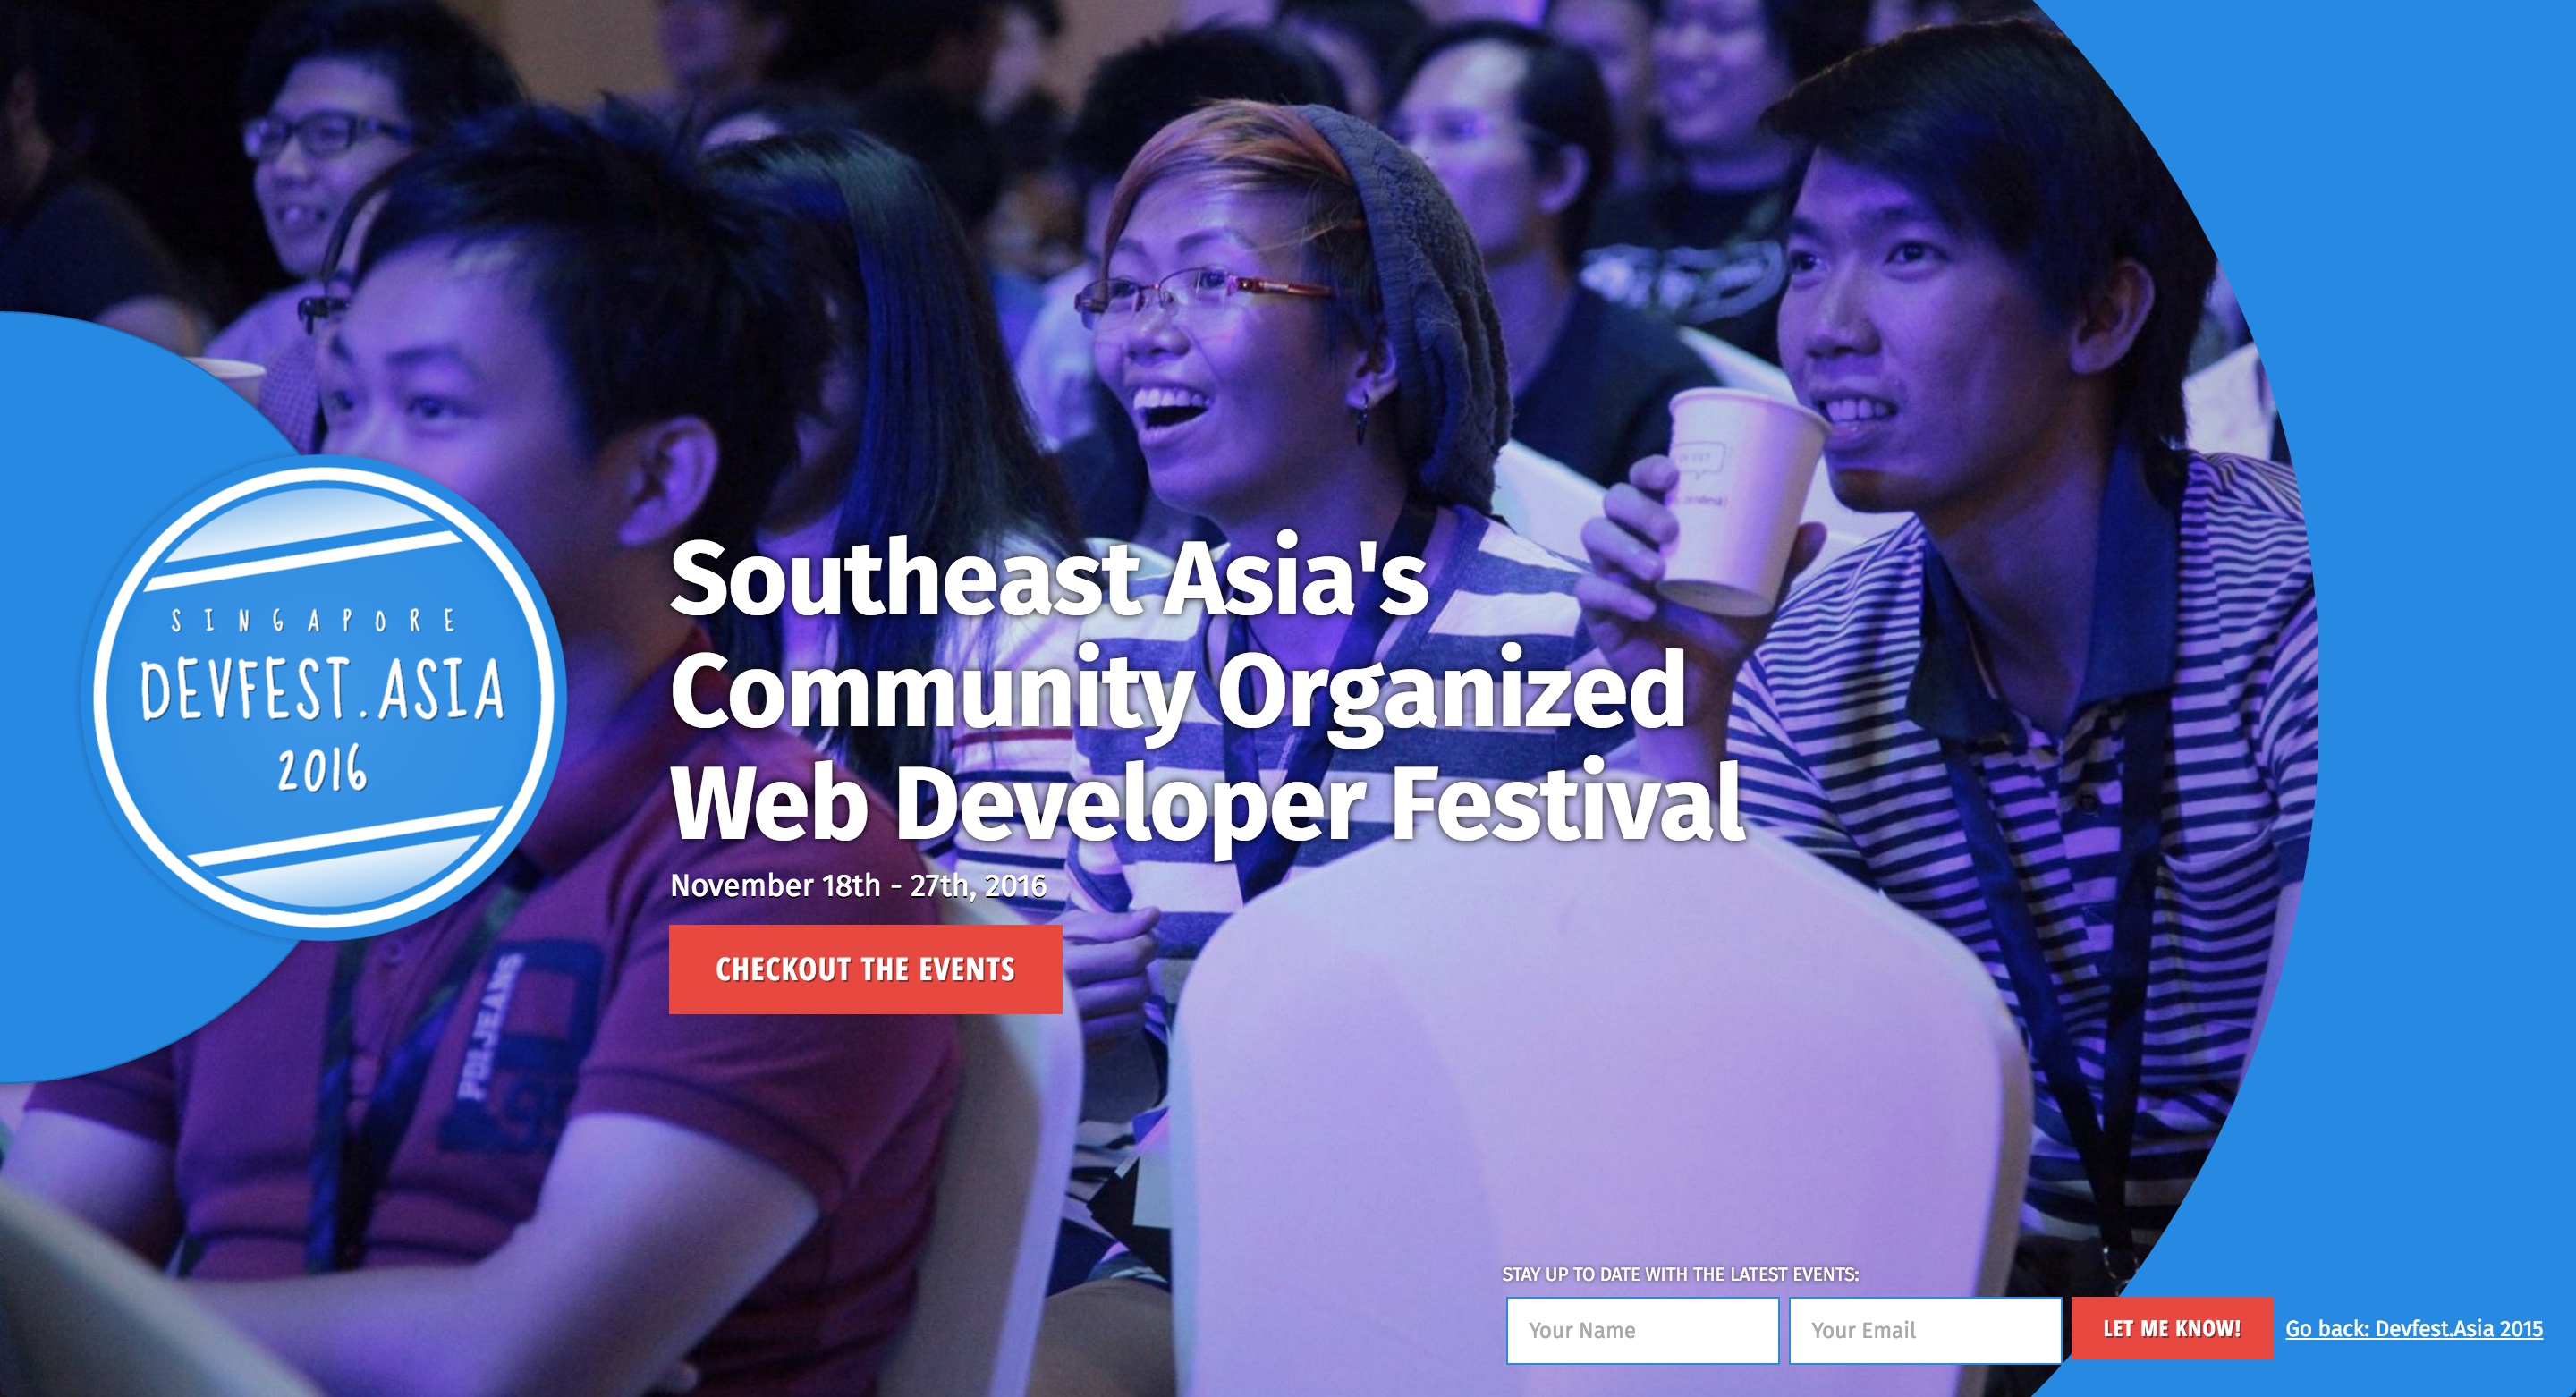 SINGAPORE
DEVFEST.ASIA
2016
Southeast Asia's
Community Organized
Web Developer Festival
November 18th - 27th, 2016
CHECKOUT THE EVENTS
PDIJEANS
STAY UP TO DATE WITH THE LATEST EVENTS:
Your Name
Your Email
LET ME KNOW!
Go back: Devfest.Asia 2015